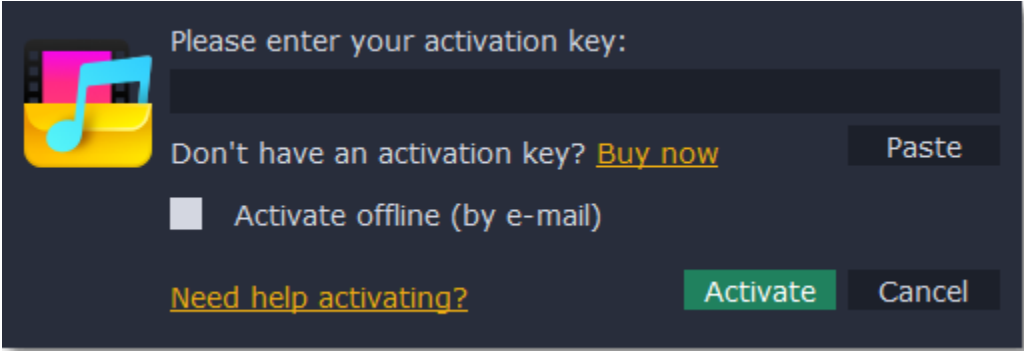 Please enter your activation key:
Don't have an activation key? Buy now
Paste
Activate offline (by e-mail)
Need help activating?
Activate
Cancel